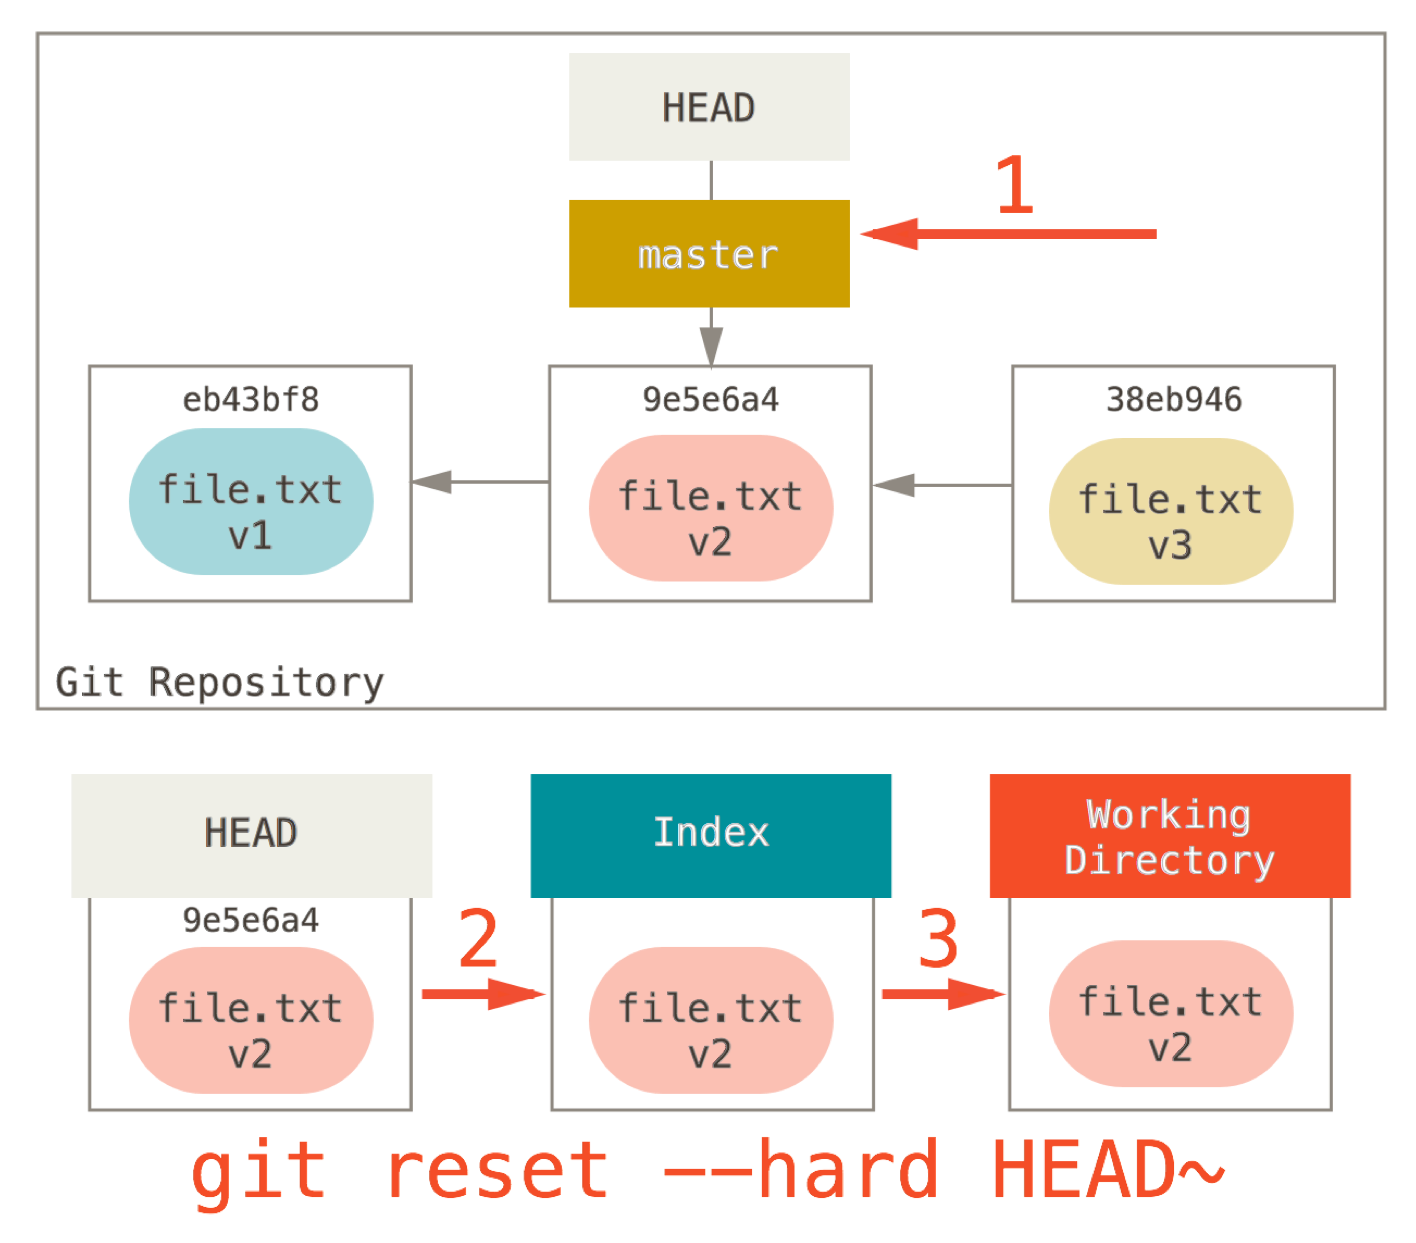 HEAD
1
master
eb43bf8
9e5e6a4
38eb946
file.txt
v1
file.txt
v2
file.txt
v3
Git Repository
HEAD
Index
Working
Directory
9e5e6a4
2
3
file.txt
v2
file.txt
v2
file.txt
v2
git reset --hard HEAD~